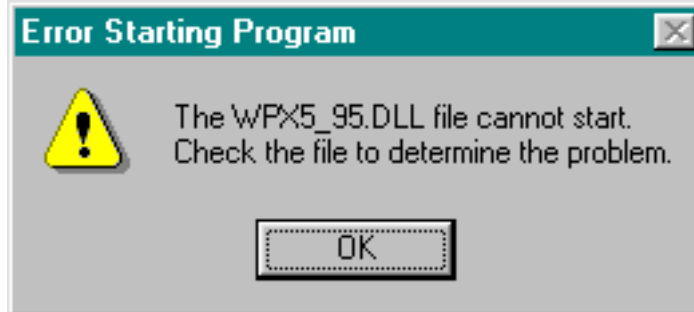 Error Starting Program
The WPX5_95.DLL file cannot start.
Check the file to determine the problem.
OK